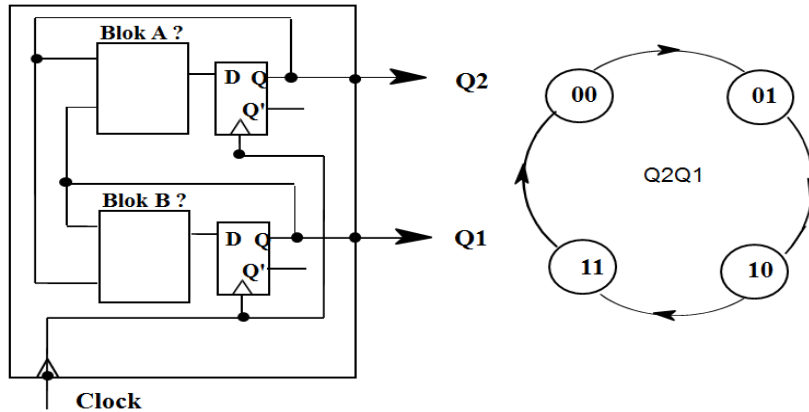 Blok A ?
D Q
Q'
Q2
Blok B ?
D Q
Q'
Q1
Clock
00
01
Q2Q1
11
10